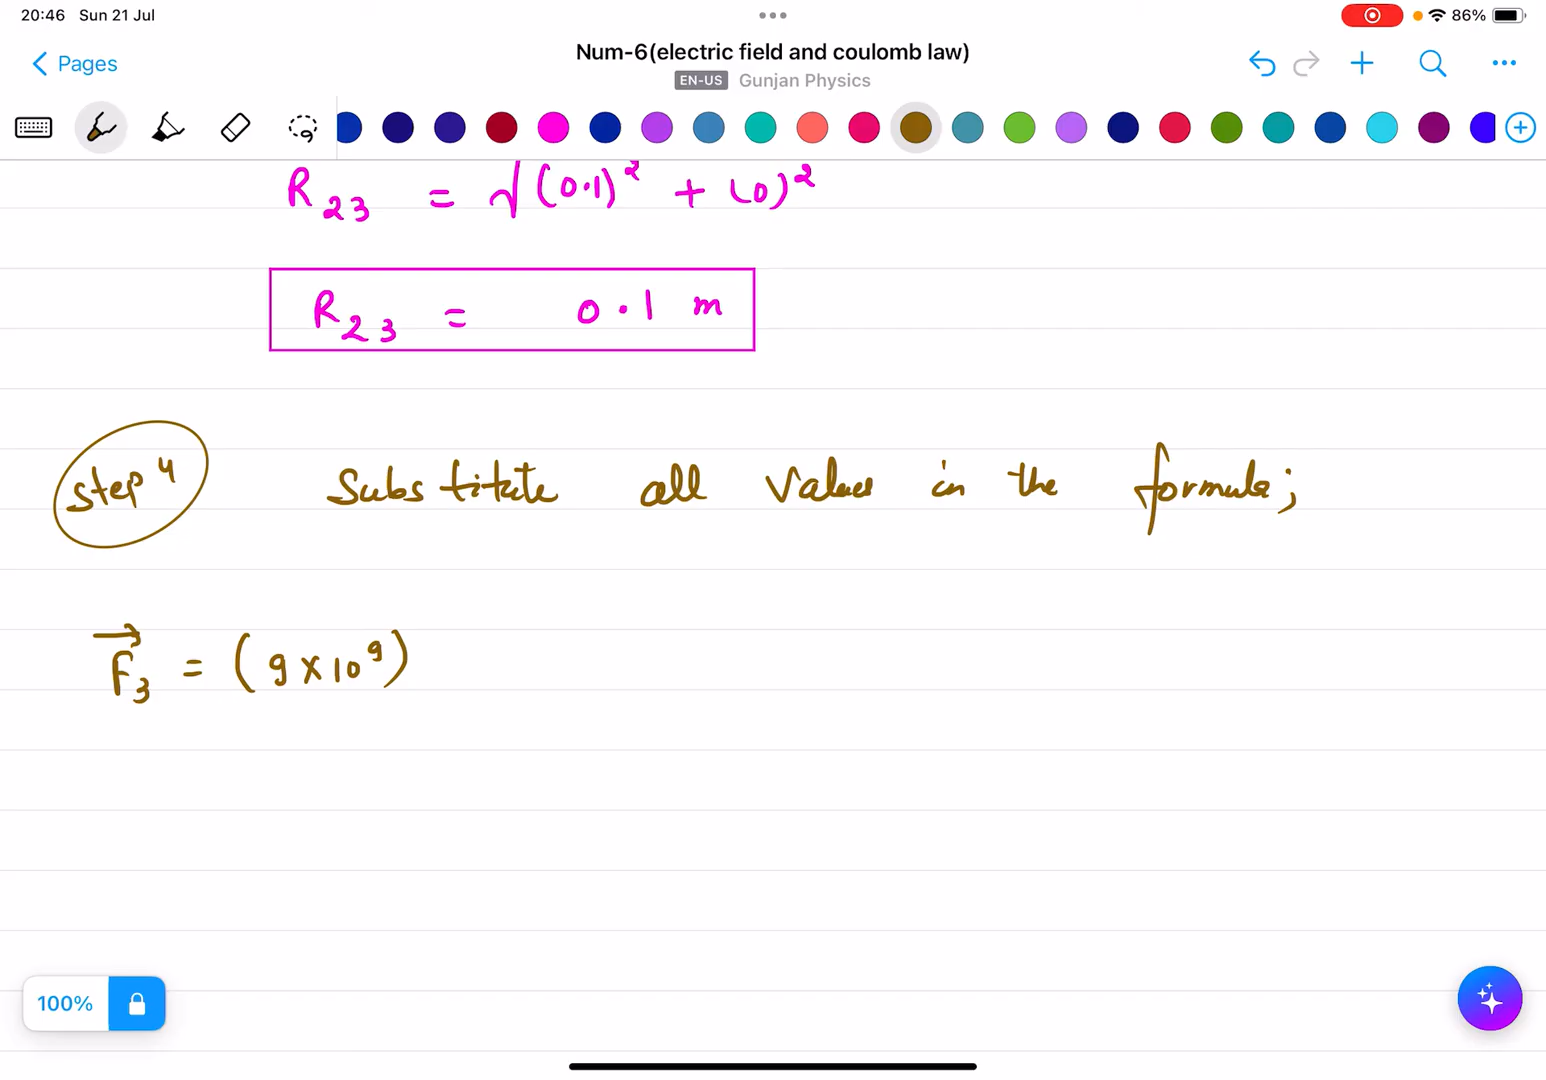 20:46 Sun 21 Jul
86%
Num-6(electric field and coulomb law)
Pages
EN-US Gunjan Physics
R₂₃ = √(0.1)² + (0)²
R₂₃ = 0.1 m
Step 4 Substitute all values in the formula;
F⃗₃ = (9×10⁹)
100%